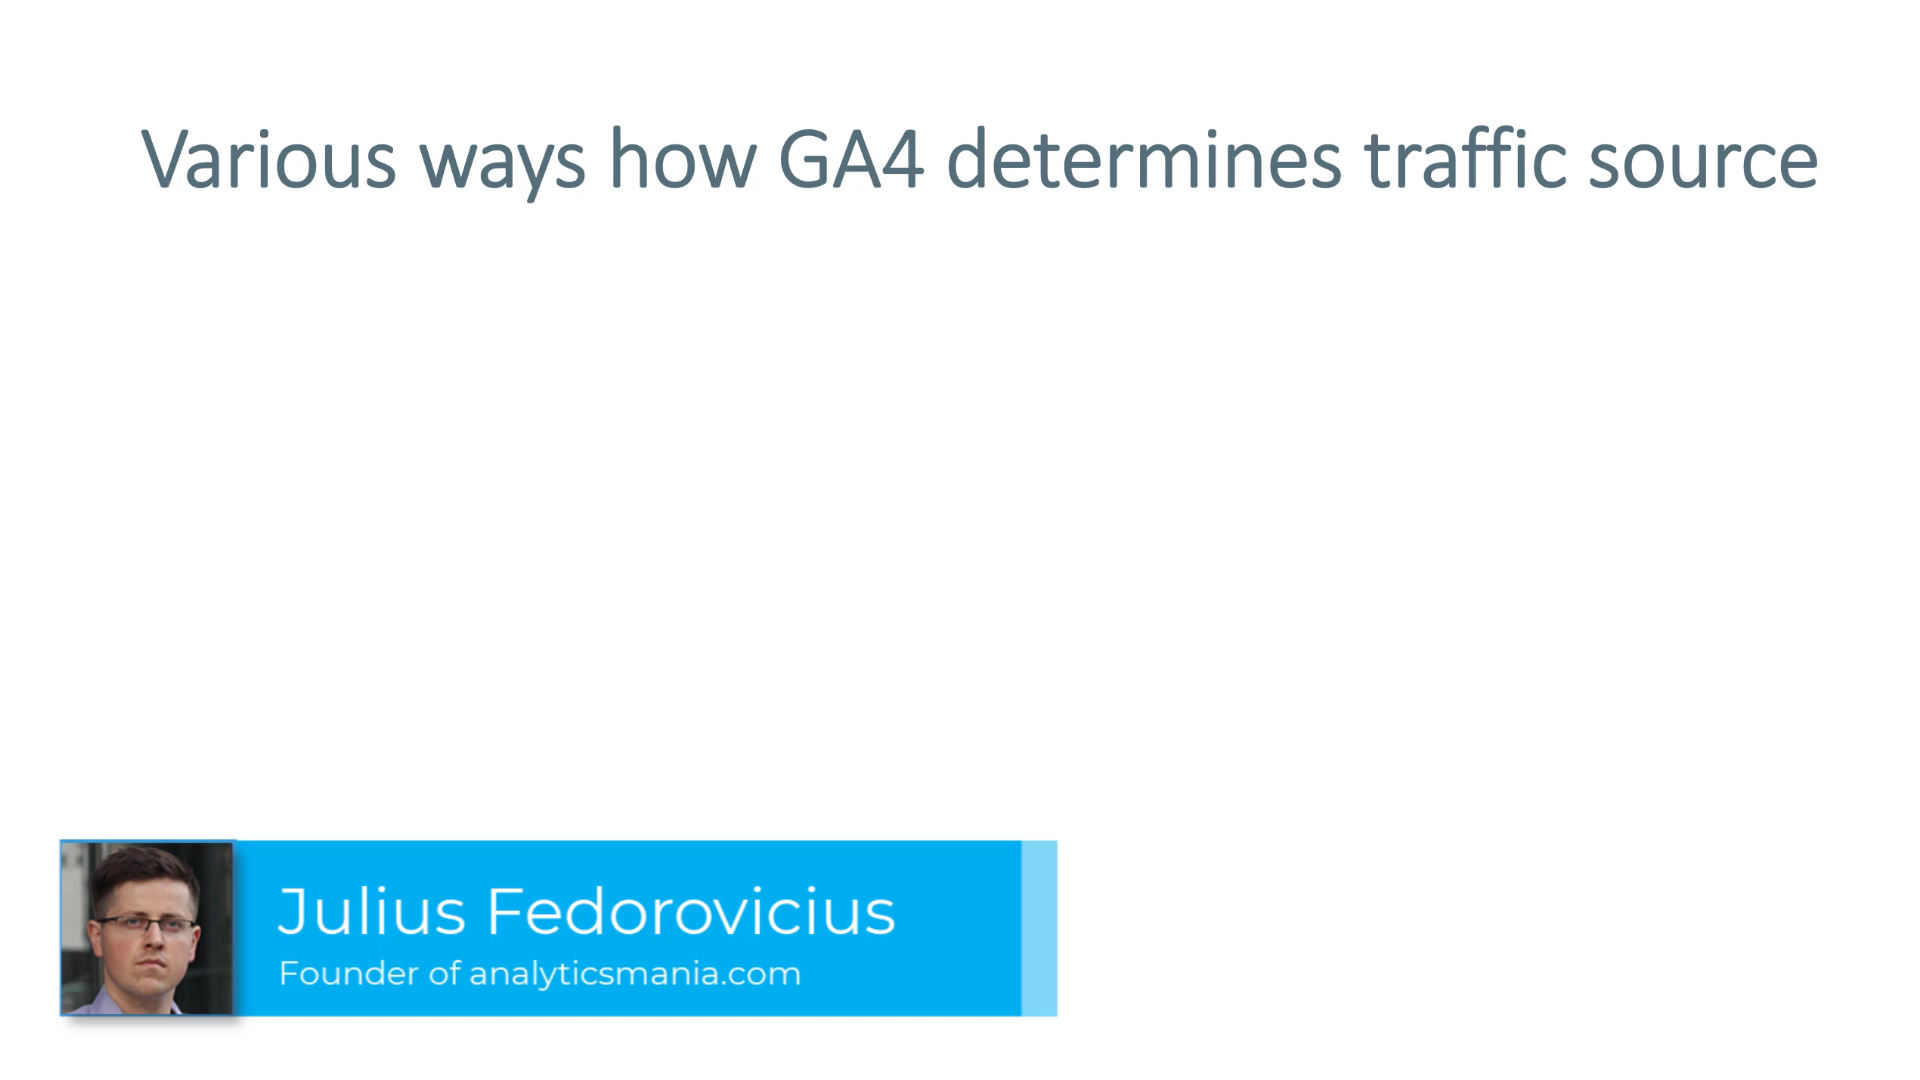 Various ways how GA4 determines traffic source
Julius Fedorovicius
Founder of analyticsmania.com